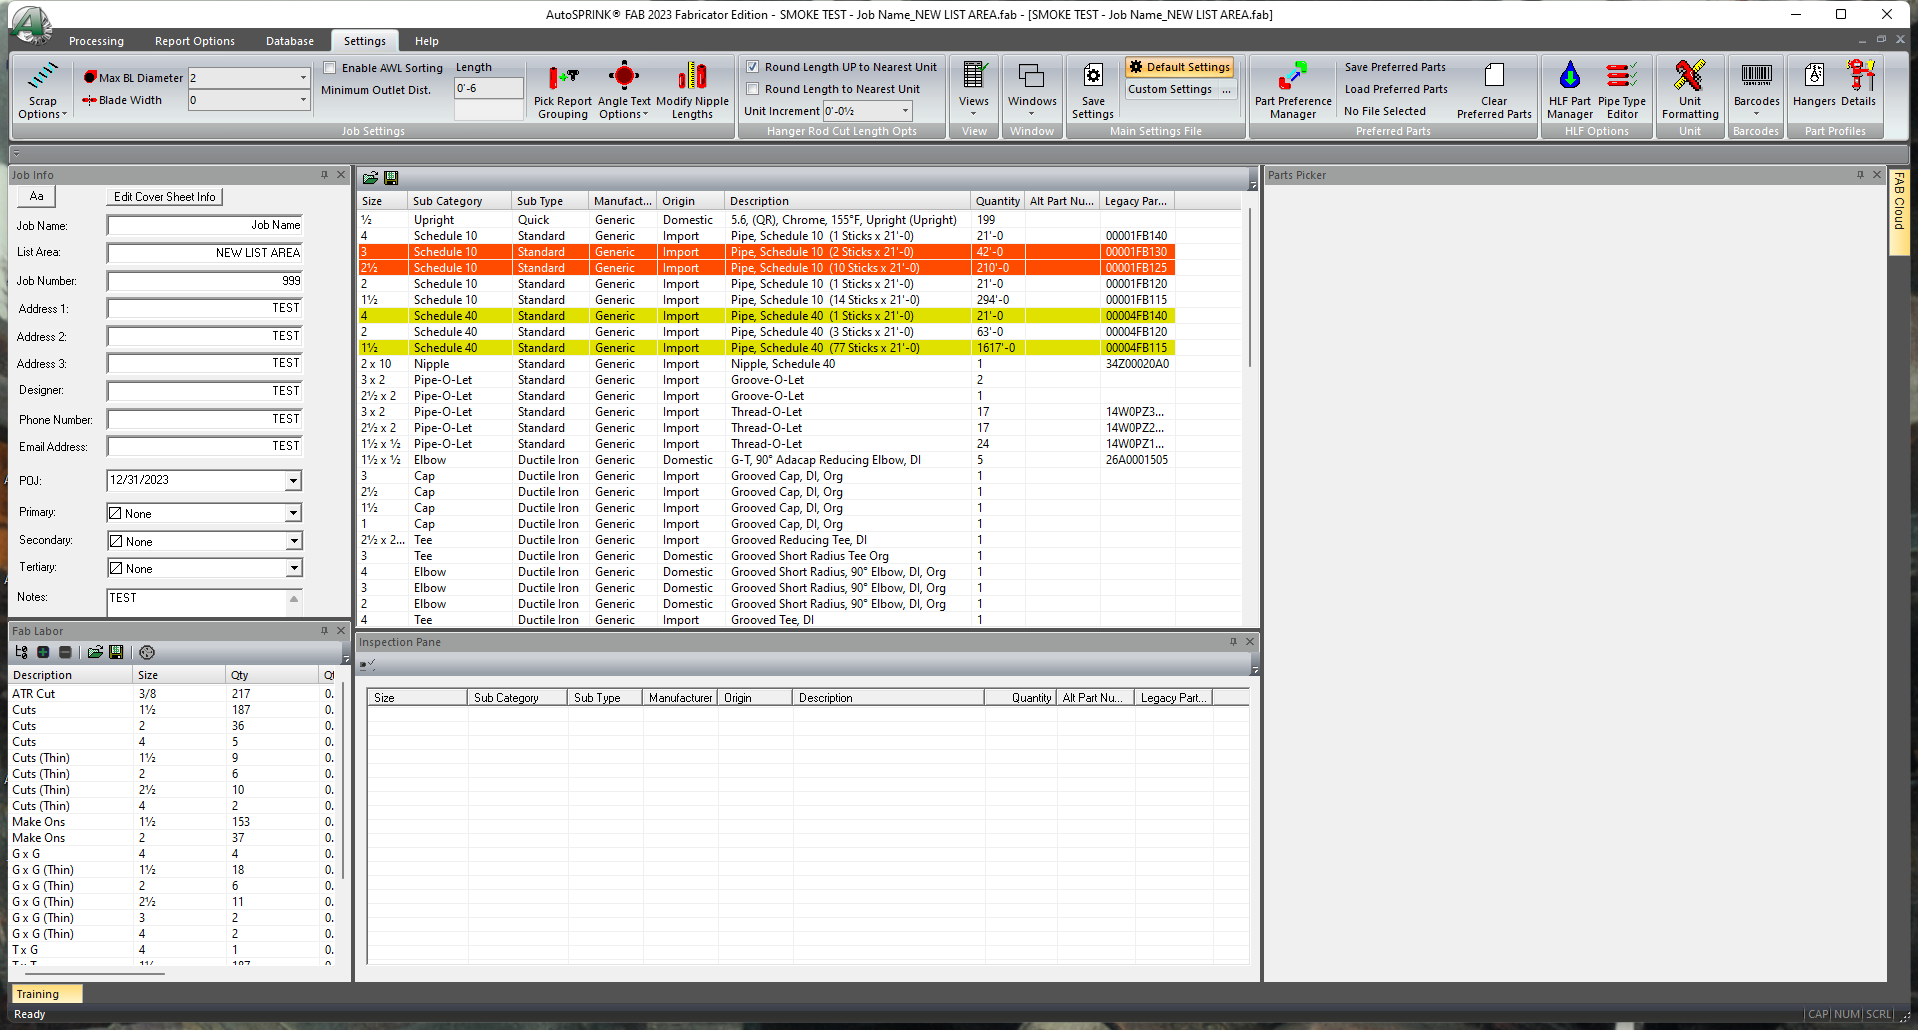 AutoSPRINK® FAB 2023 Fabricator Edition - SMOKE TEST - Job Name_NEW LIST AREA.fab - [SMOKE TEST - Job Name_NEW LIST AREA.fab]
Processing Report Options Database Settings Help
Scrap Options
Max BL Diameter 2
Blade Width 0
Enable AWL Sorting
Minimum Outlet Dist.
Length
0'-6
Pick Report Grouping
Angle Text Options
Modify Nipple Lengths
Job Settings
Round Length UP to Nearest Unit
Round Length to Nearest Unit
Unit Increment 0'-0½
Hanger Rod Cut Length Opts
Views
View
Windows
Window
Save Settings
Default Settings
Custom Settings ...
Main Settings File
Part Preference Manager
Save Preferred Parts
Load Preferred Parts
No File Selected
Clear Preferred Parts
Preferred Parts
HLF Part Manager
Pipe Type Editor
HLF Options
Unit Formatting
Unit
Barcodes
Barcodes
Hangers Details
Part Profiles
Job Info
Aa
Edit Cover Sheet Info
Job Name: Job Name
List Area: NEW LIST AREA
Job Number: 999
Address 1: TEST
Address 2: TEST
Address 3: TEST
Designer: TEST
Phone Number: TEST
Email Address: TEST
POJ: 12/31/2023
Primary: None
Secondary: None
Tertiary: None
Notes: TEST
Fab Labor
Description Size Qty
ATR Cut 3/8 217 0.
Cuts 1½ 187 0.
Cuts 2 36 0.
Cuts 4 5 0.
Cuts (Thin) 1½ 9 0.
Cuts (Thin) 2 6 0.
Cuts (Thin) 2½ 10 0.
Cuts (Thin) 4 2 0.
Make Ons 1½ 153 0.
Make Ons 2 37 0.
G x G 4 4 0.
G x G (Thin) 1½ 18 0.
G x G (Thin) 2 6 0.
G x G (Thin) 2½ 11 0.
G x G (Thin) 3 2 0.
G x G (Thin) 4 2 0.
T x G 4 1 0.
Size Sub Category Sub Type Manufact... Origin Description Quantity Alt Part Nu... Legacy Par...
½ Upright Quick Generic Domestic 5.6, (QR), Chrome, 155°F, Upright (Upright) 199
4 Schedule 10 Standard Generic Import Pipe, Schedule 10 (1 Sticks x 21'-0) 21'-0 00001FB140
3 Schedule 10 Standard Generic Import Pipe, Schedule 10 (2 Sticks x 21'-0) 42'-0 00001FB130
2½ Schedule 10 Standard Generic Import Pipe, Schedule 10 (10 Sticks x 21'-0) 210'-0 00001FB125
2 Schedule 10 Standard Generic Import Pipe, Schedule 10 (1 Sticks x 21'-0) 21'-0 00001FB120
1½ Schedule 10 Standard Generic Import Pipe, Schedule 10 (14 Sticks x 21'-0) 294'-0 00001FB115
4 Schedule 40 Standard Generic Import Pipe, Schedule 40 (1 Sticks x 21'-0) 21'-0 00004FB140
2 Schedule 40 Standard Generic Import Pipe, Schedule 40 (3 Sticks x 21'-0) 63'-0 00004FB120
1½ Schedule 40 Standard Generic Import Pipe, Schedule 40 (77 Sticks x 21'-0) 1617'-0 00004FB115
2 x 10 Nipple Standard Generic Import Nipple, Schedule 40 1 34Z00020A0
3 x 2 Pipe-O-Let Standard Generic Import Groove-O-Let 2
2½ x 2 Pipe-O-Let Standard Generic Import Groove-O-Let 1
3 x 2 Pipe-O-Let Standard Generic Import Thread-O-Let 17 14W0PZ3...
2½ x 2 Pipe-O-Let Standard Generic Import Thread-O-Let 17 14W0PZ2...
1½ x ½ Pipe-O-Let Standard Generic Import Thread-O-Let 24 14W0PZ1...
1½ x ½ Elbow Ductile Iron Generic Domestic G-T, 90° Adacap Reducing Elbow, DI 5 26A0001505
3 Cap Ductile Iron Generic Import Grooved Cap, DI, Org 1
2½ Cap Ductile Iron Generic Import Grooved Cap, DI, Org 1
1½ Cap Ductile Iron Generic Import Grooved Cap, DI, Org 1
1 Cap Ductile Iron Generic Import Grooved Cap, DI, Org 1
2½ x 2... Tee Ductile Iron Generic Import Grooved Reducing Tee, DI 1
3 Tee Ductile Iron Generic Domestic Grooved Short Radius Tee Org 1
4 Elbow Ductile Iron Generic Domestic Grooved Short Radius, 90° Elbow, DI, Org 1
3 Elbow Ductile Iron Generic Domestic Grooved Short Radius, 90° Elbow, DI, Org 1
2 Elbow Ductile Iron Generic Domestic Grooved Short Radius, 90° Elbow, DI, Org 1
4 Tee Ductile Iron Generic Import Grooved Tee, DI 1
Inspection Pane
Size Sub Category Sub Type Manufacturer Origin Description Quantity Alt Part Nu... Legacy Part...
Parts Picker
FAB Cloud
Training
Ready
CAP NUM SCRL